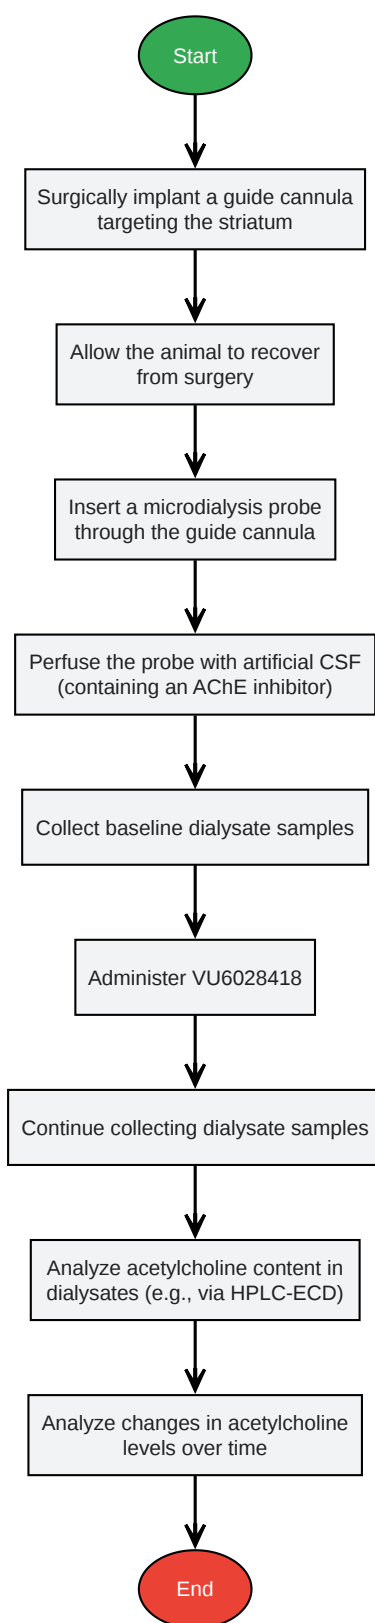 Start
Surgically implant a guide cannula
targeting the striatum
Allow the animal to recover
from surgery
Insert a microdialysis probe
through the guide cannula
Perfuse the probe with artificial CSF
(containing an AChE inhibitor)
Collect baseline dialysate samples
Administer VU6028418
Continue collecting dialysate samples
Analyze acetylcholine content in
dialysates (e.g., via HPLC-ECD)
Analyze changes in acetylcholine
levels over time
End